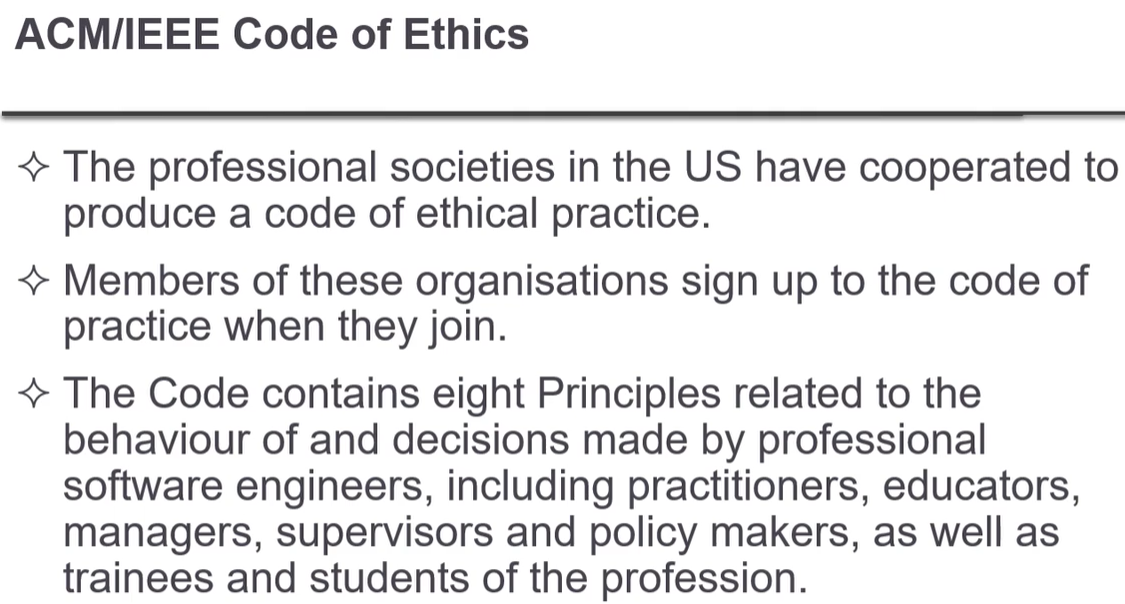 ACM/IEEE Code of Ethics
✧ The professional societies in the US have cooperated to
produce a code of ethical practice.
✧ Members of these organisations sign up to the code of
practice when they join.
✧ The Code contains eight Principles related to the
behaviour of and decisions made by professional
software engineers, including practitioners, educators,
managers, supervisors and policy makers, as well as
trainees and students of the profession.